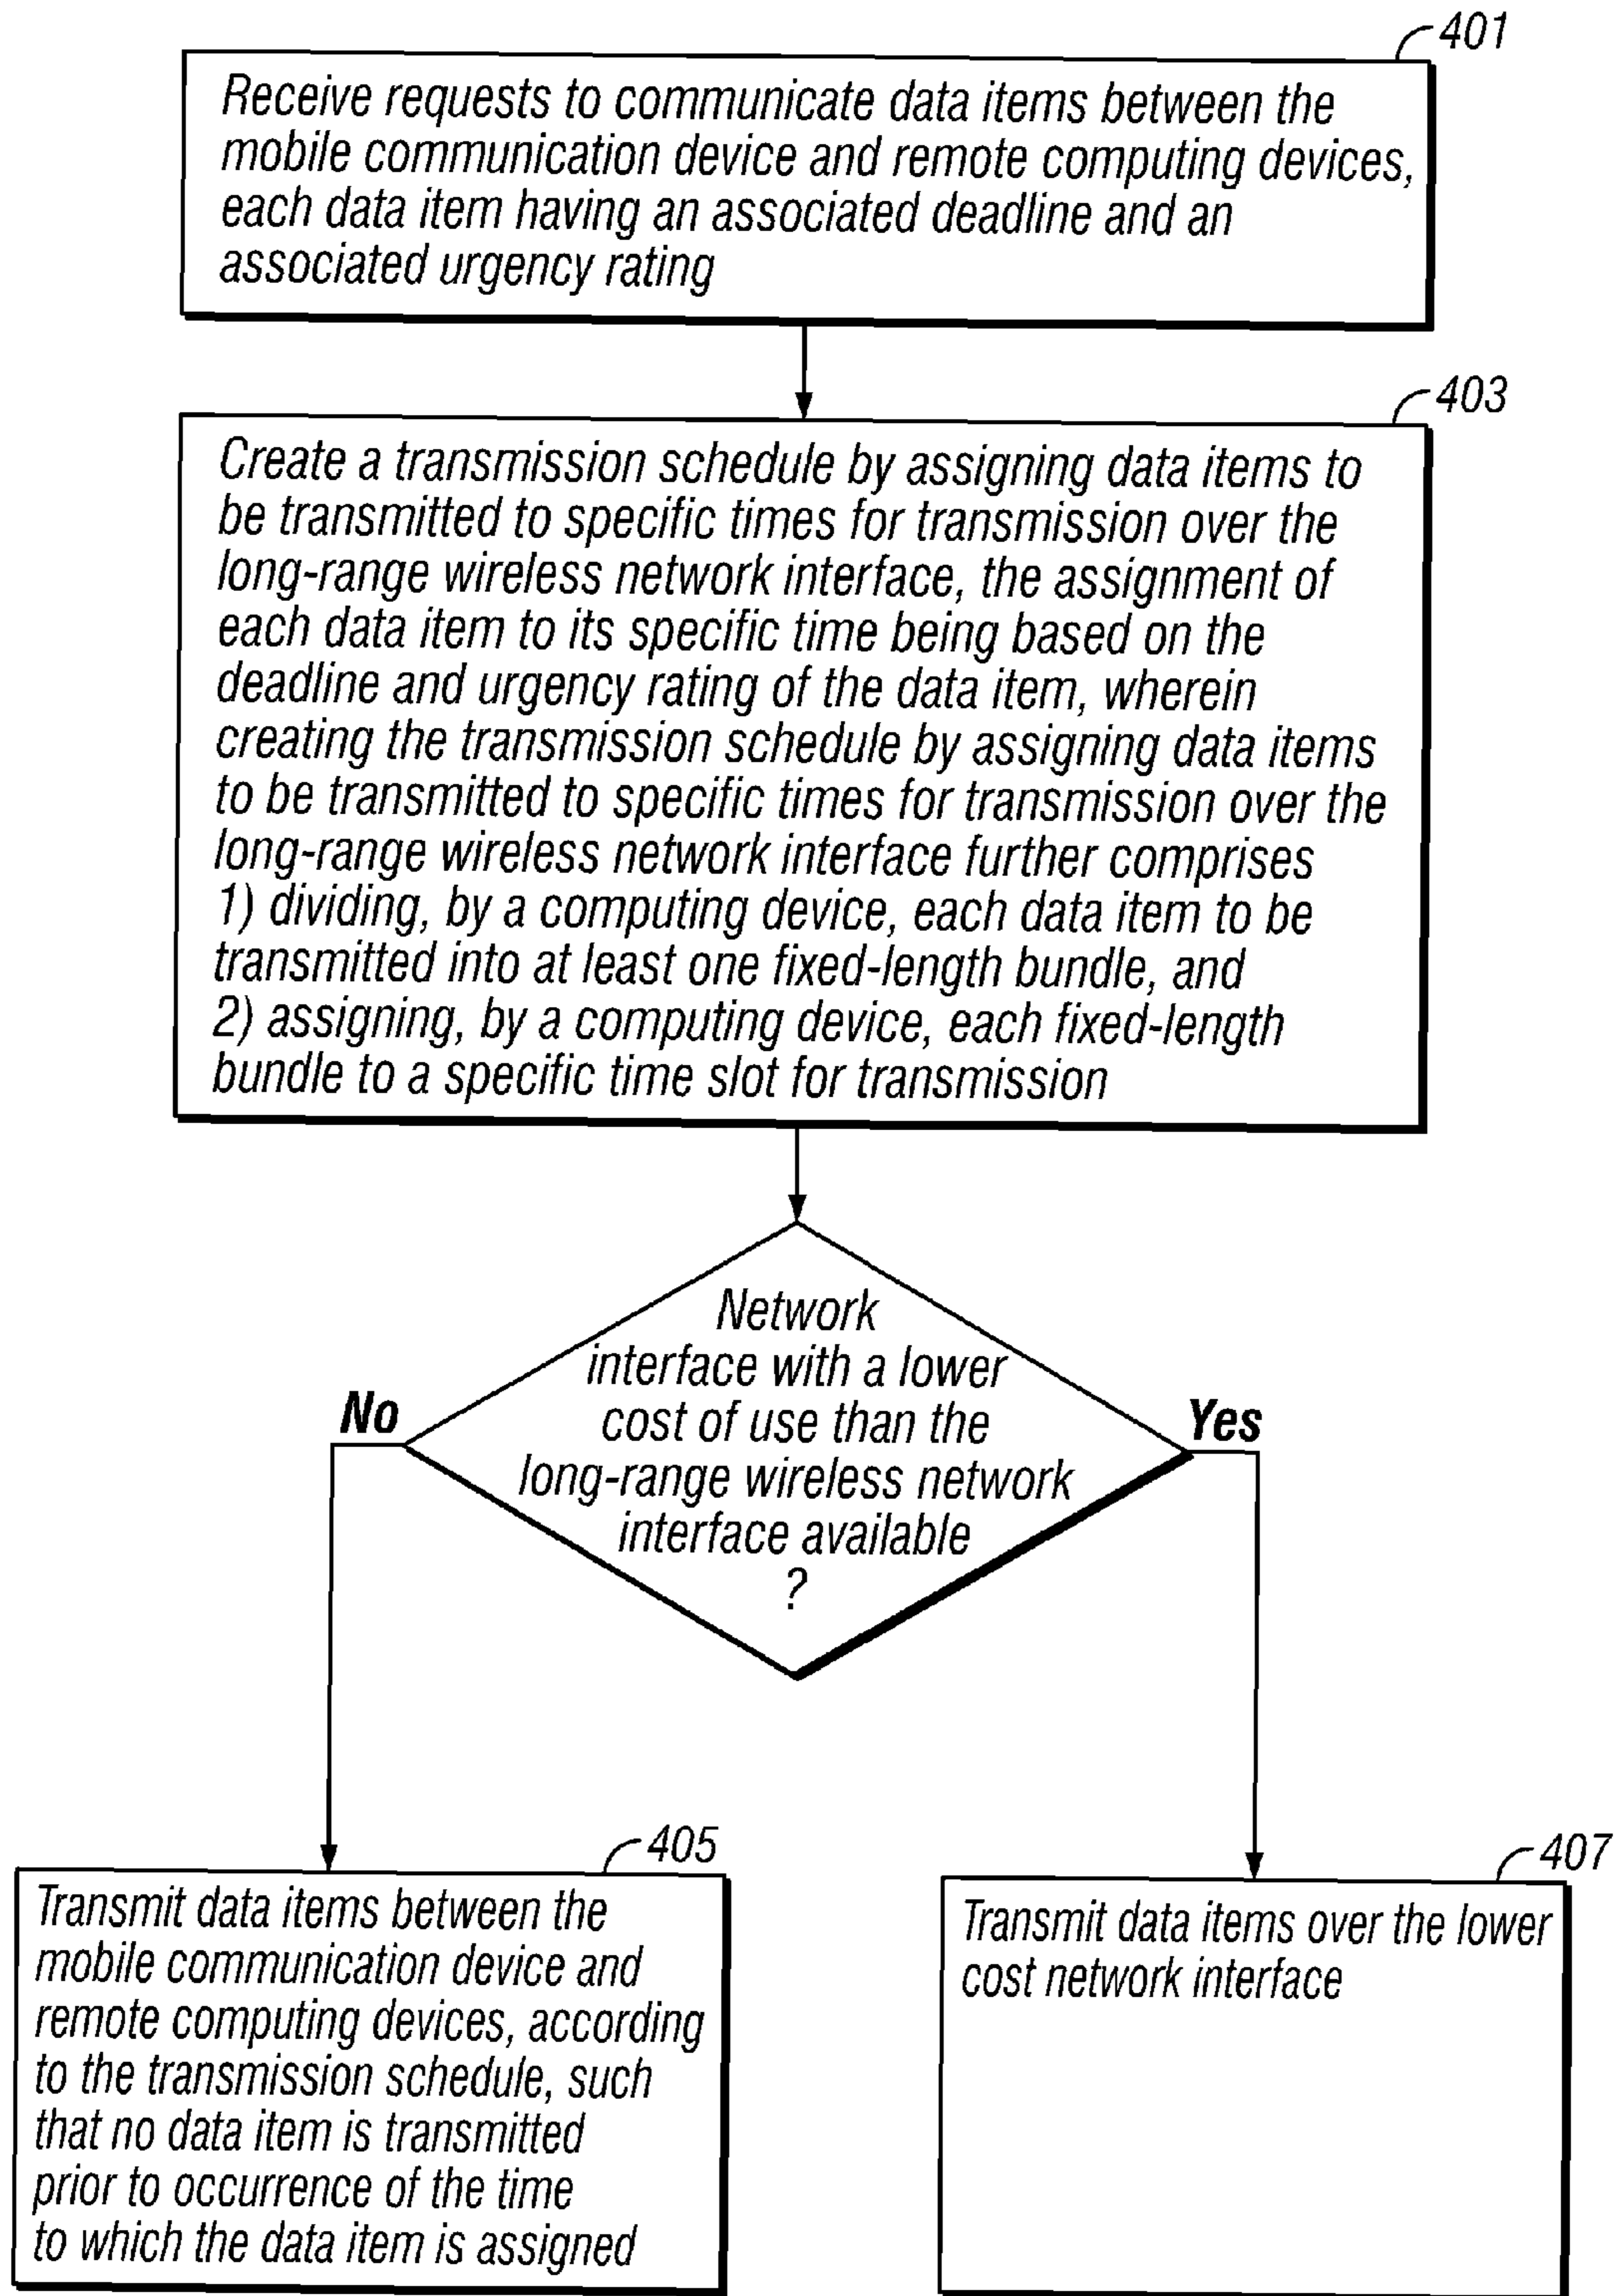 401
Receive requests to communicate data items between the
mobile communication device and remote computing devices,
each data item having an associated deadline and an
associated urgency rating
403
Create a transmission schedule by assigning data items to
be transmitted to specific times for transmission over the
long-range wireless network interface, the assignment of
each data item to its specific time being based on the
deadline and urgency rating of the data item, wherein
creating the transmission schedule by assigning data items
to be transmitted to specific times for transmission over the
long-range wireless network interface further comprises
1) dividing, by a computing device, each data item to be
transmitted into at least one fixed-length bundle, and
2) assigning, by a computing device, each fixed-length
bundle to a specific time slot for transmission
Network
interface with a lower
cost of use than the
long-range wireless network
interface available
?
No
Yes
405
Transmit data items between the
mobile communication device and
remote computing devices, according
to the transmission schedule, such
that no data item is transmitted
prior to occurrence of the time
to which the data item is assigned
407
Transmit data items over the lower
cost network interface